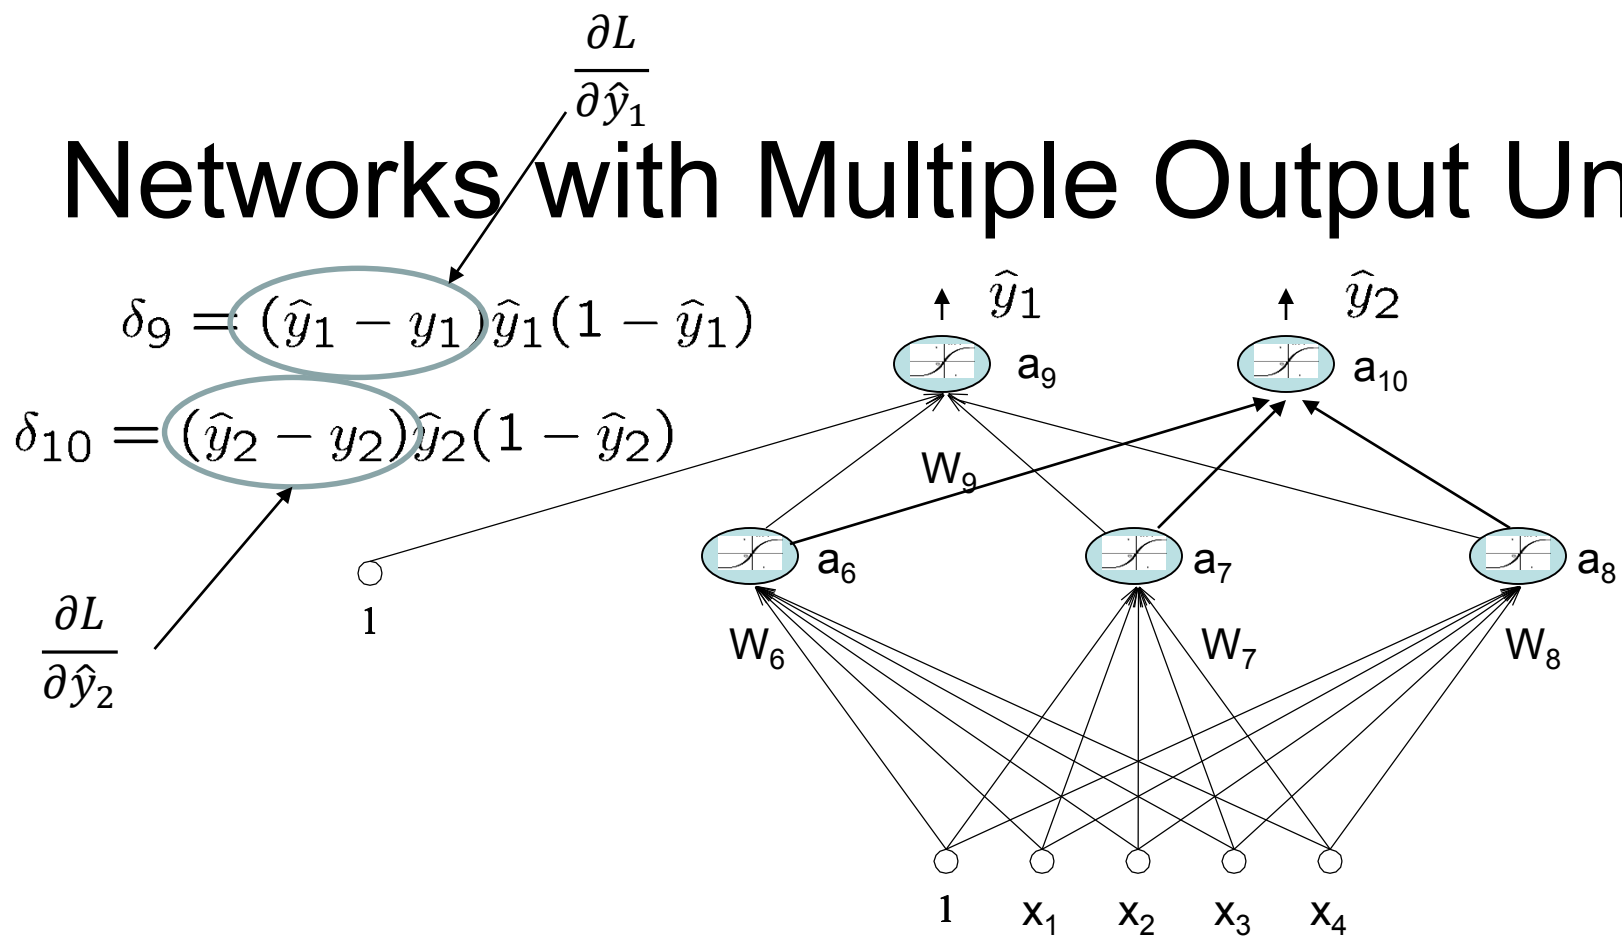 ∂L
∂ŷ₁
Networks with Multiple Output Un
δ₉ = (ŷ₁ − y₁)ŷ₁(1 − ŷ₁)
ŷ₁
ŷ₂
a₉
a₁₀
δ₁₀ = (ŷ₂ − y₂)ŷ₂(1 − ŷ₂)
W₉
a₆
a₇
a₈
1
∂L
∂ŷ₂
W₆
W₇
W₈
1 x₁ x₂ x₃ x₄